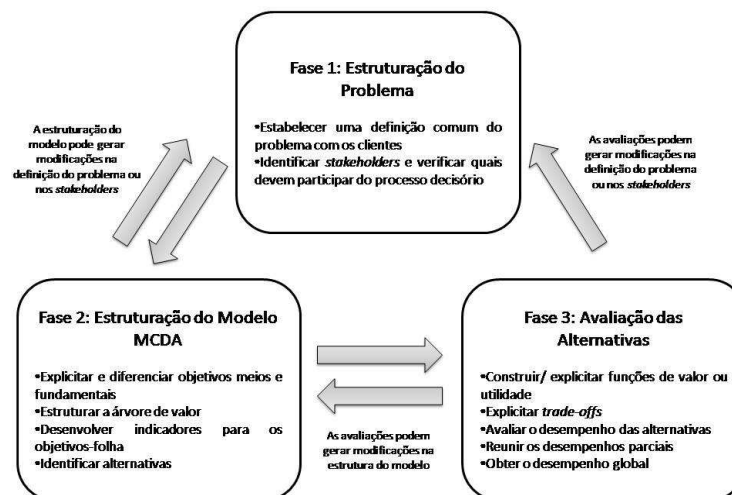 Fase 1: Estruturação do
Problema
•Estabelecer uma definição comum do
problema com os clientes
•Identificar stakeholders e verificar quais
devem participar do processo decisório
A estruturação do
modelo pode gerar
modificações na
definição do problema ou
nos stakeholders
As avaliações podem
gerar modificações na
definição do problema
ou nos stakeholders
Fase 2: Estruturação do Modelo
MCDA
•Explicitar e diferenciar objetivos meios e
fundamentais
•Estruturar a árvore de valor
•Desenvolver indicadores para os
objetivos-folha
•Identificar alternativas
As avaliações podem
gerar modificações na
estrutura do modelo
Fase 3: Avaliação das
Alternativas
•Construir/ explicitar funções de valor ou
utilidade
•Explicitar trade-offs
•Avaliar o desempenho das alternativas
•Reunir os desempenhos parciais
•Obter o desempenho global